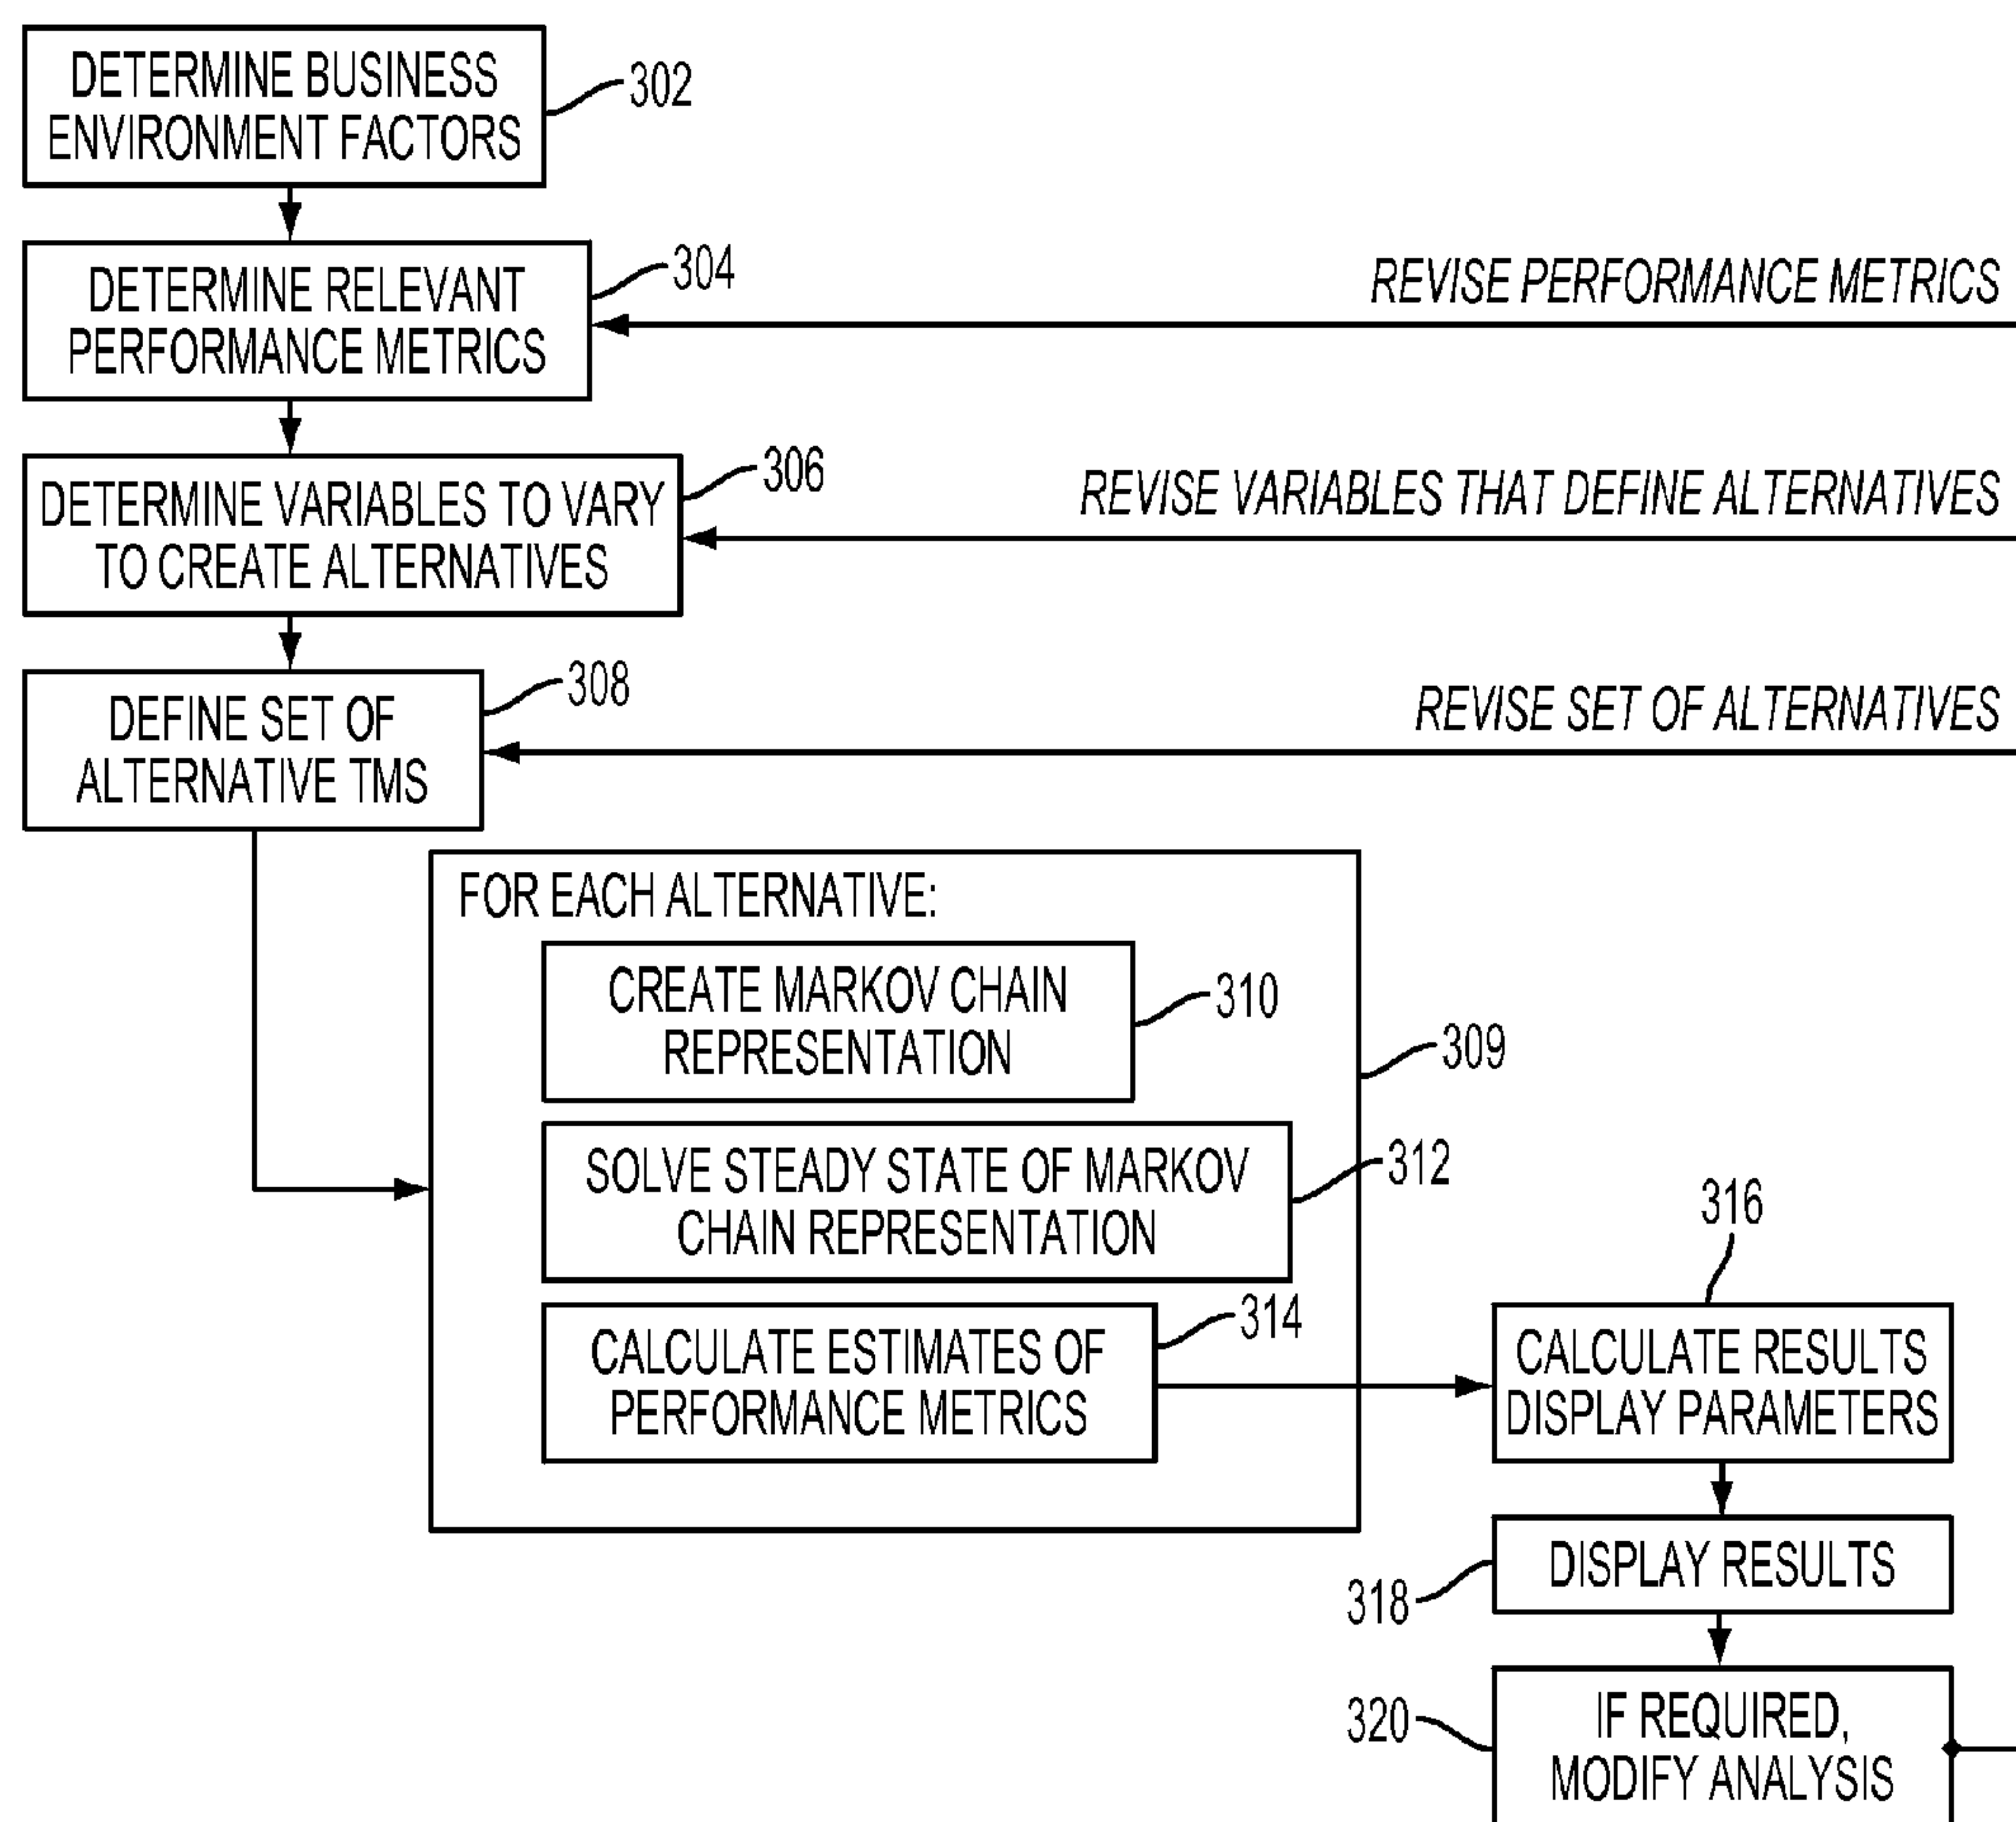 DETERMINE BUSINESS
ENVIRONMENT FACTORS
302
DETERMINE RELEVANT
PERFORMANCE METRICS
304
REVISE PERFORMANCE METRICS
DETERMINE VARIABLES TO VARY
TO CREATE ALTERNATIVES
306
REVISE VARIABLES THAT DEFINE ALTERNATIVES
DEFINE SET OF
ALTERNATIVE TMS
308
REVISE SET OF ALTERNATIVES
FOR EACH ALTERNATIVE:
CREATE MARKOV CHAIN
REPRESENTATION
310
309
SOLVE STEADY STATE OF MARKOV
CHAIN REPRESENTATION
312
CALCULATE ESTIMATES OF
PERFORMANCE METRICS
314
316
CALCULATE RESULTS
DISPLAY PARAMETERS
DISPLAY RESULTS
318
IF REQUIRED,
MODIFY ANALYSIS
320